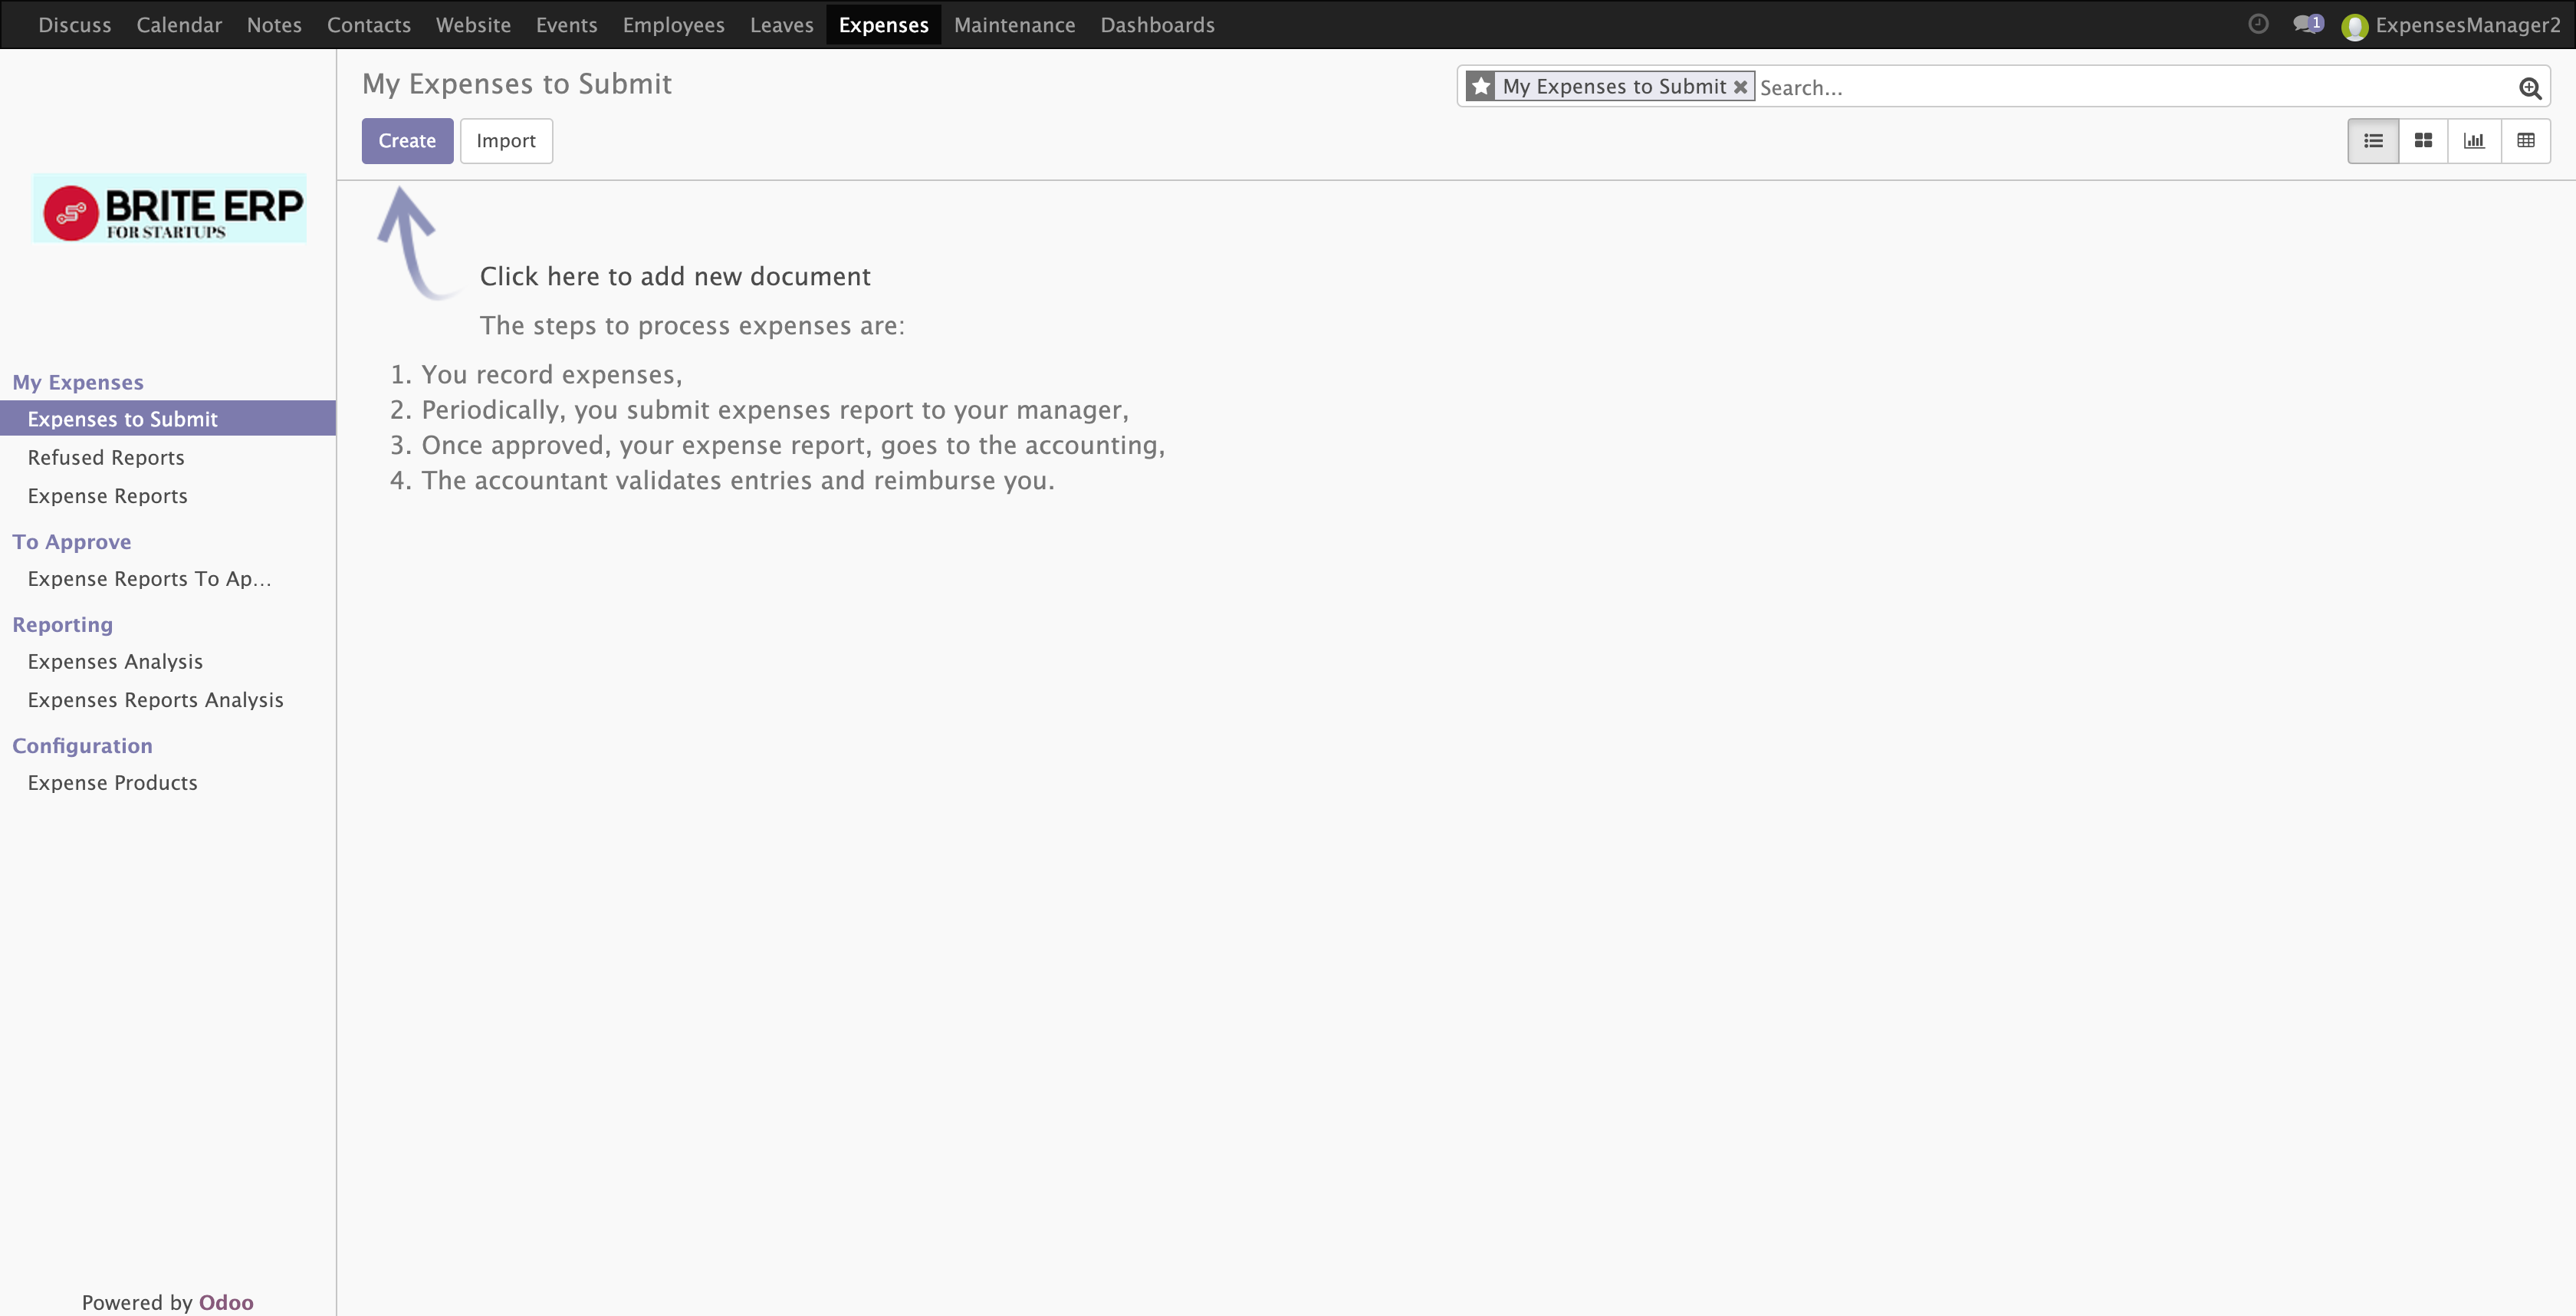 Discuss Calendar Notes Contacts Website Events Employees Leaves Expenses Maintenance Dashboards 1 ExpensesManager2
My Expenses to Submit
My Expenses to Submit Search...
Create Import
BRITE ERP
FOR STARTUPS
My Expenses
Expenses to Submit
Refused Reports
Expense Reports
To Approve
Expense Reports To Ap...
Reporting
Expenses Analysis
Expenses Reports Analysis
Configuration
Expense Products
Powered by Odoo
Click here to add new document
The steps to process expenses are:
1. You record expenses,
2. Periodically, you submit expenses report to your manager,
3. Once approved, your expense report, goes to the accounting,
4. The accountant validates entries and reimburse you.